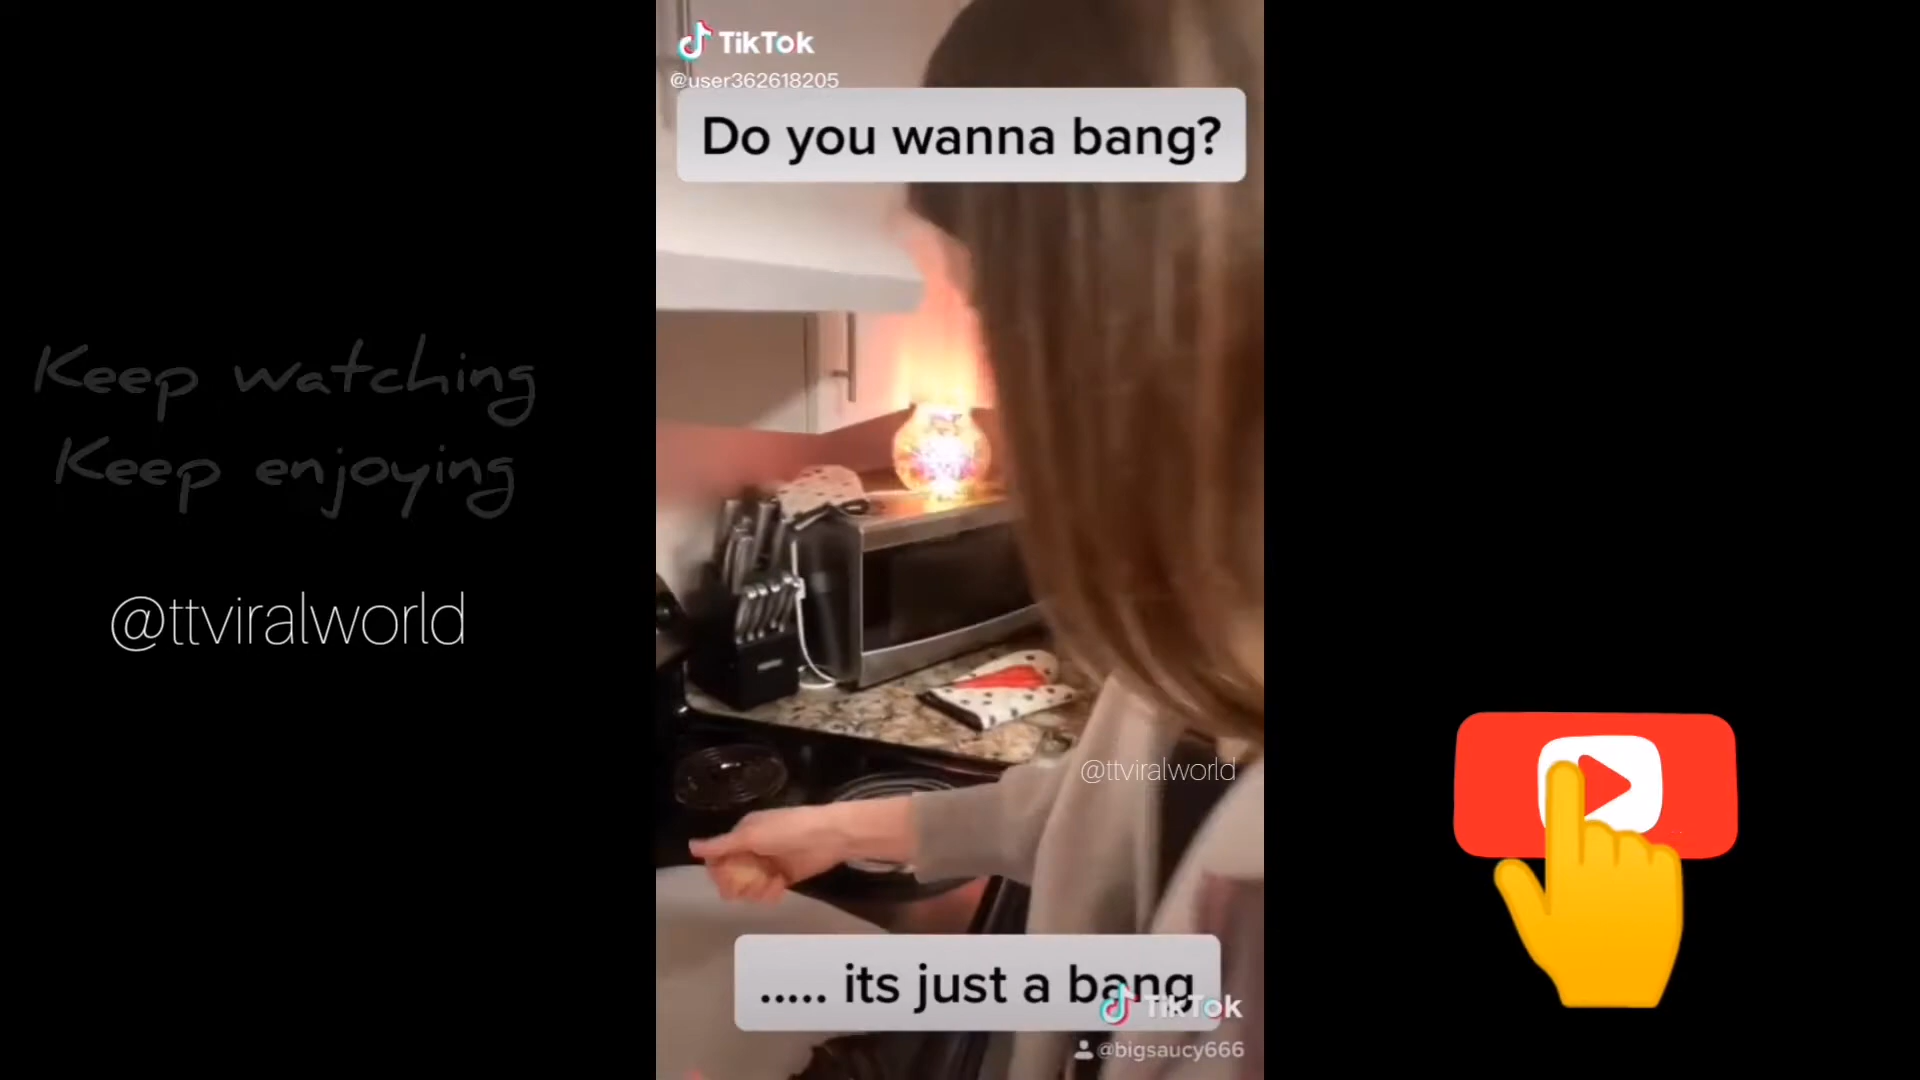 TikTok
@user362618205
Do you wanna bang?
Keep watching
Keep enjoying
@ttviralworld
@ttviralworld
..... its just a bang
TikTok
@bigsaucy666